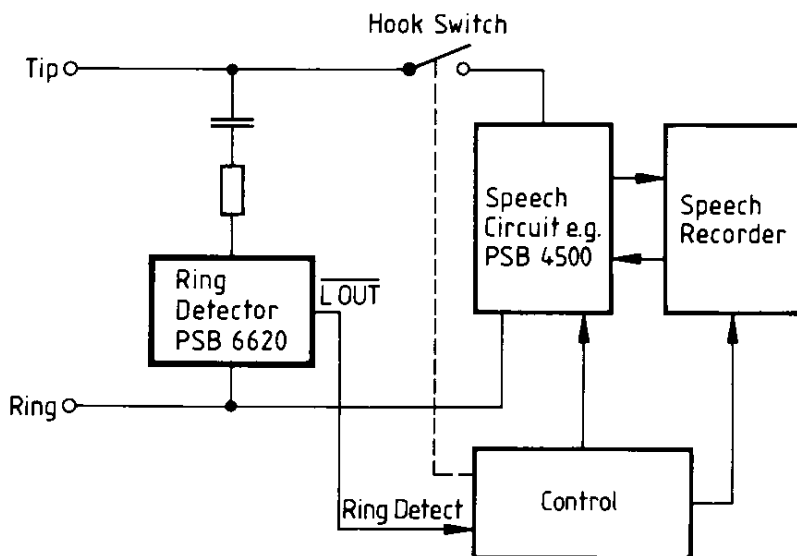 Hook Switch
Tip
Speech
Circuit e.g.
PSB 4500
Speech
Recorder
Ring
Detector
PSB 6620
L OUT
Ring
Ring Detect
Control